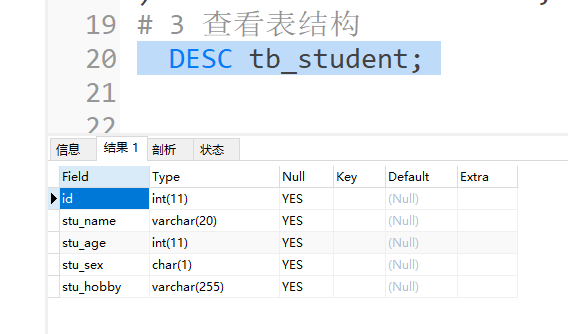 19 # 3 查看表结构
20 DESC tb_student;
21
22
信息 结果 1 剖析 状态
Field Type Null Key Default Extra
id int(11) YES (Null)
stu_name varchar(20) YES (Null)
stu_age int(11) YES (Null)
stu_sex char(1) YES (Null)
stu_hobby varchar(255) YES (Null)